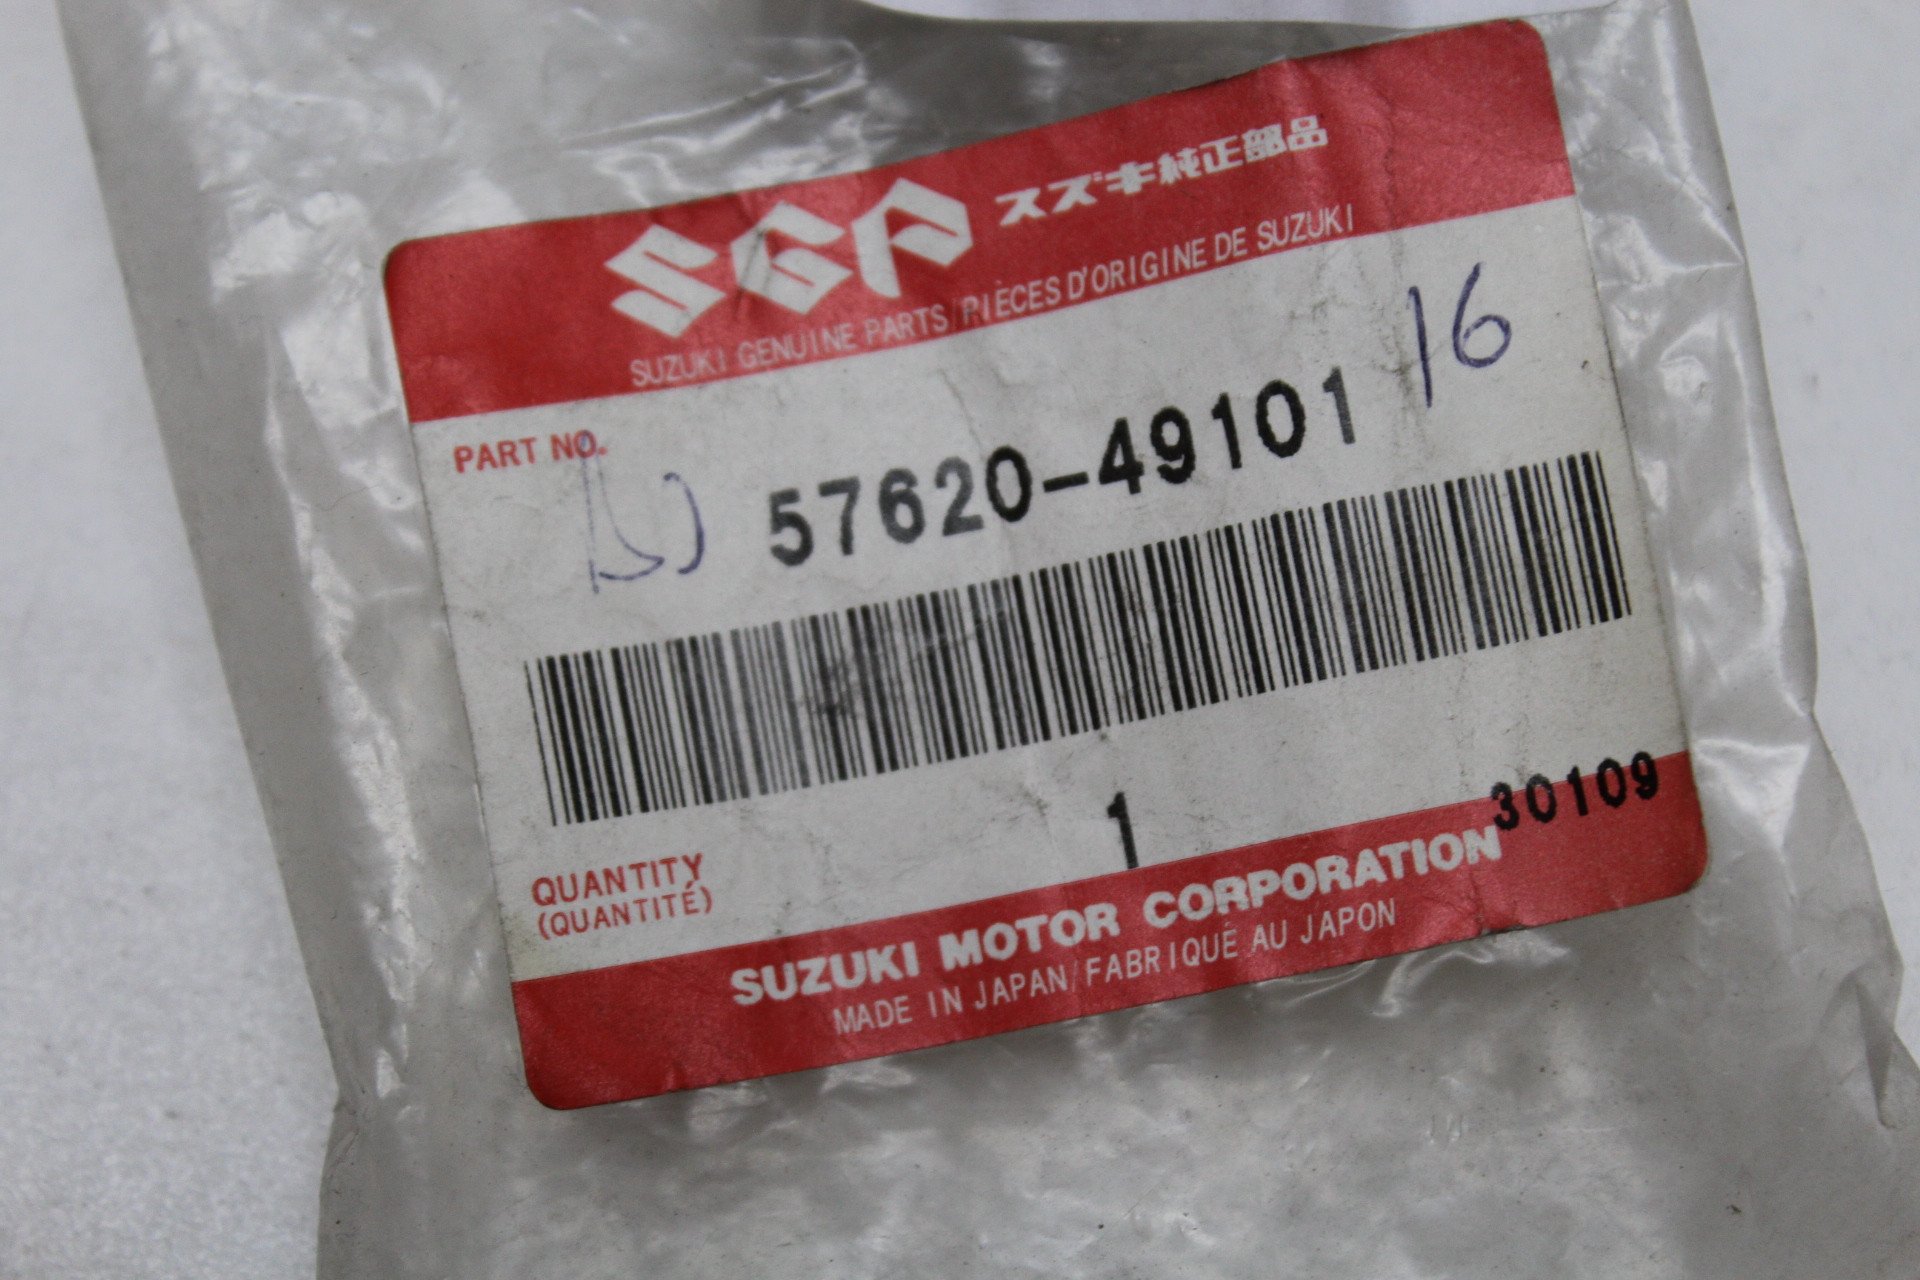 SGP スズキ純正部品
SUZUKI GENUINE PARTS/PIÈCES D'ORIGINE DE SUZUKI
16
PART NO.
57620-49101
1
30109
QUANTITY
(QUANTITÉ)
SUZUKI MOTOR CORPORATION
MADE IN JAPAN/FABRIQUÉ AU JAPON